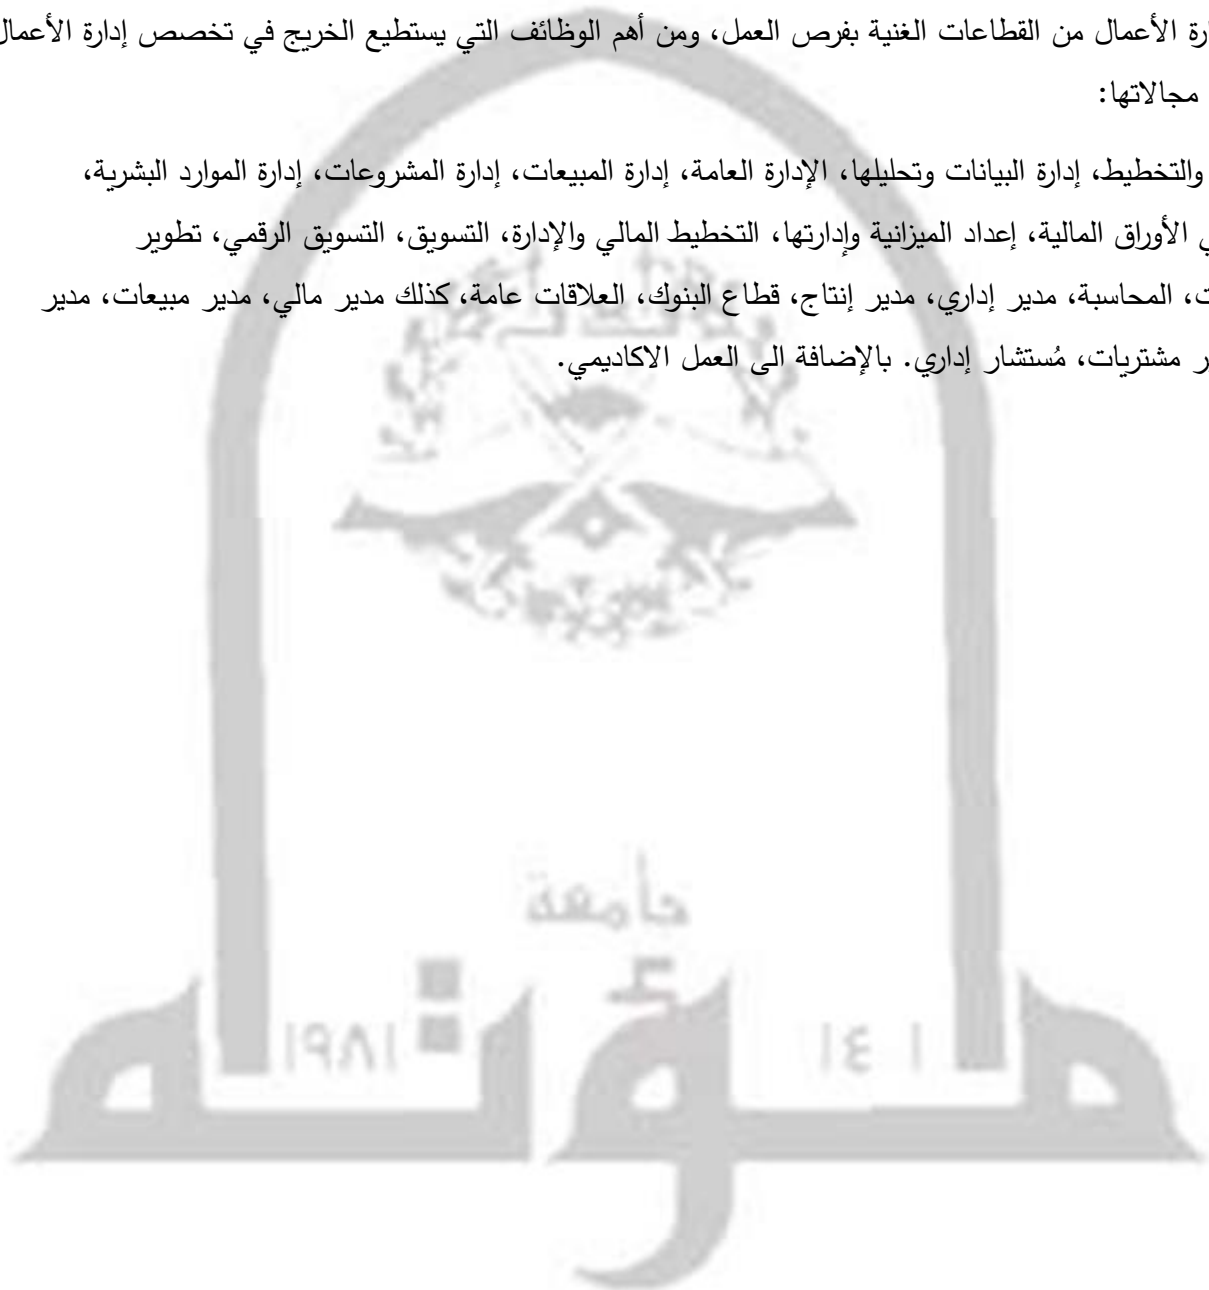 ارة الأعمال من القطاعات الغنية بفرص العمل، ومن أهم الوظائف التي يستطيع الخريج في تخصص إدارة الأعمال
مجالاتها:
والتخطيط، إدارة البيانات وتحليلها، الإدارة العامة، إدارة المبيعات، إدارة المشروعات، إدارة الموارد البشرية،
ي الأوراق المالية، إعداد الميزانية وإدارتها، التخطيط المالي والإدارة، التسويق، التسويق الرقمي، تطوير
ت، المحاسبة، مدير إداري، مدير إنتاج، قطاع البنوك، العلاقات عامة، كذلك مدير مالي، مدير مبيعات، مدير
ر مشتريات، مُستشار إداري. بالإضافة الى العمل الاكاديمي.
جامعة
مؤته
١٩٨١ ١٤٠١